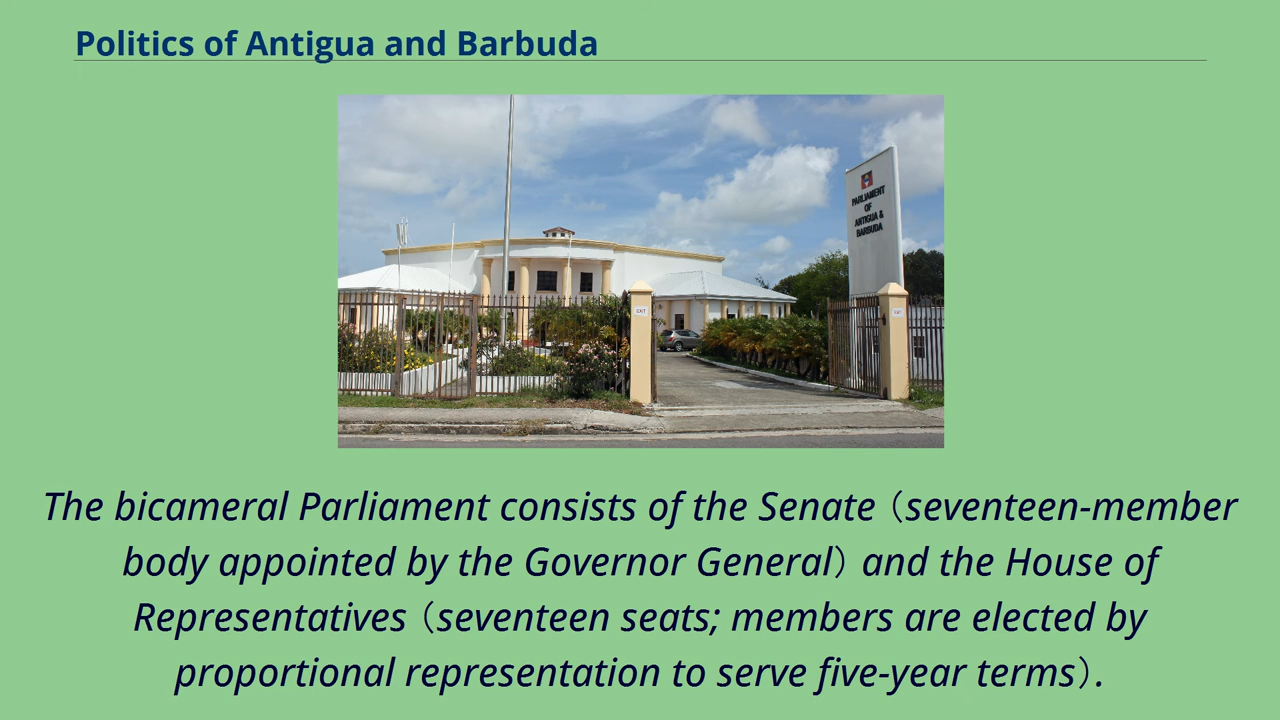 Politics of Antigua and Barbuda
PARLIAMENT
OF
ANTIGUA &
BARBUDA
EXIT
The bicameral Parliament consists of the Senate (seventeen-member
body appointed by the Governor General) and the House of
Representatives (seventeen seats; members are elected by
proportional representation to serve five-year terms).